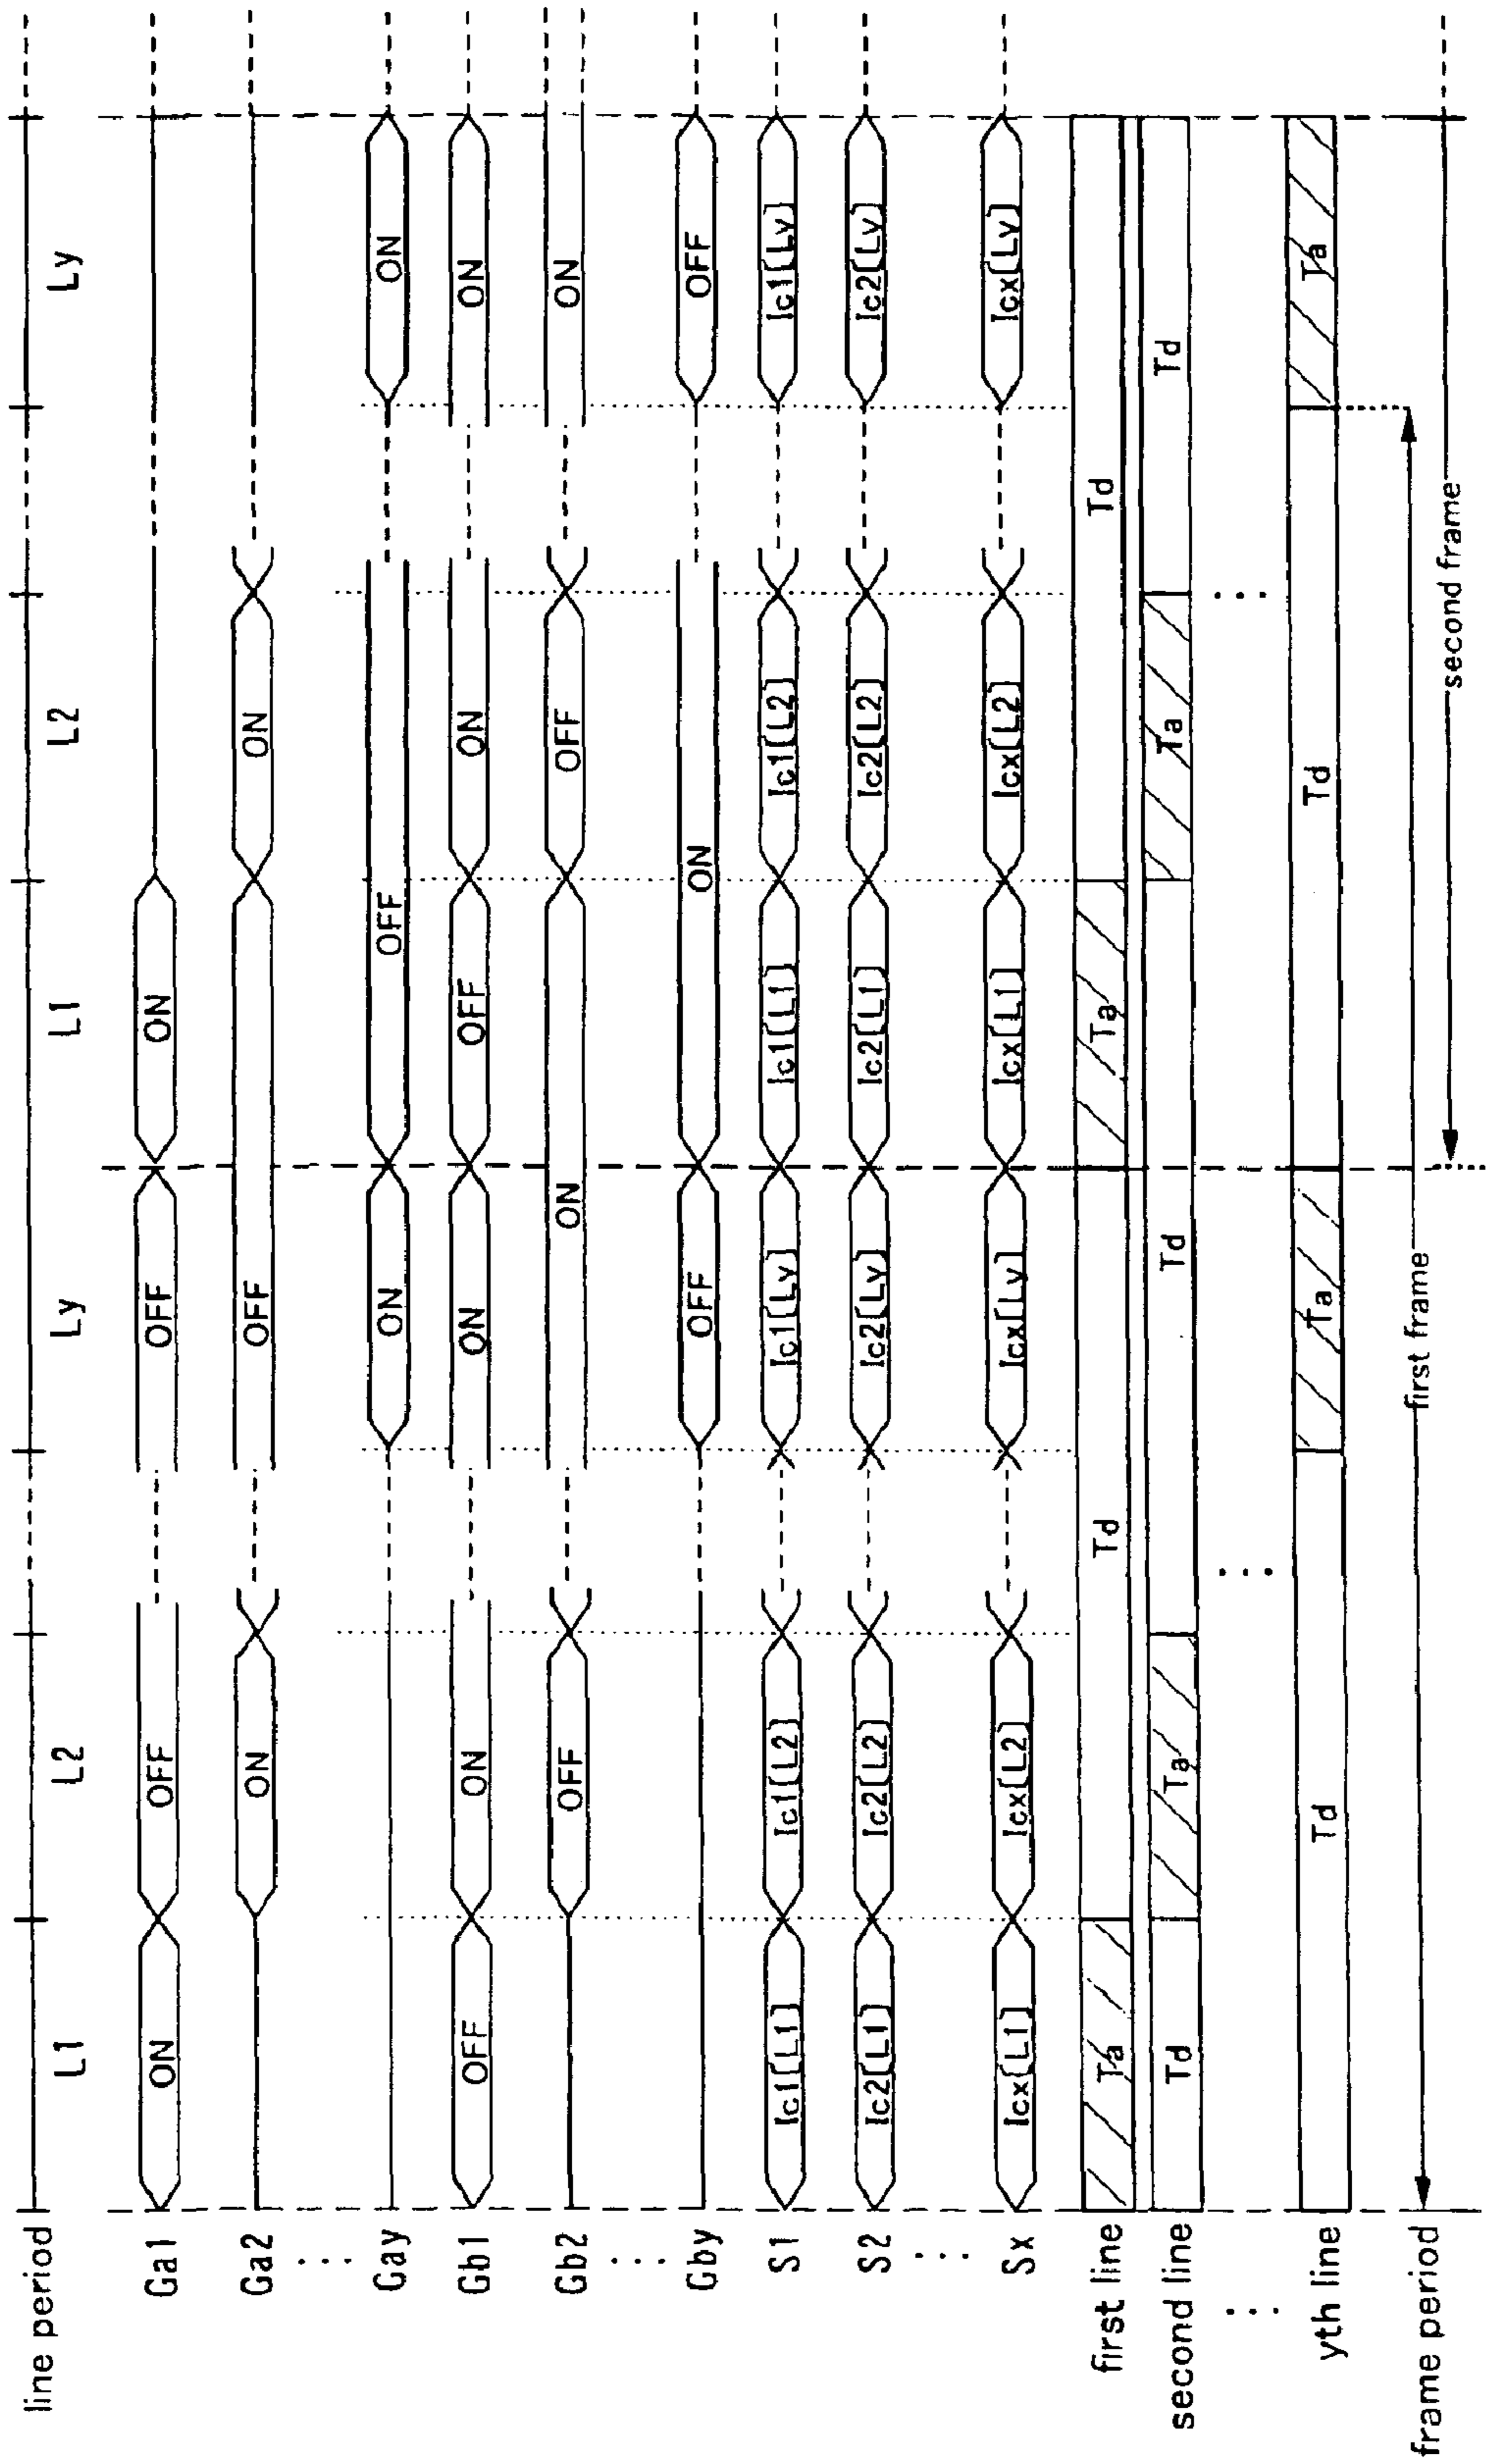 line period L1 L2 Ly L1 L2 Ly
Ga1 ON OFF OFF ON
Ga2 ON OFF ON
⋮
Gay ON OFF ON
Gb1 OFF ON ON OFF ON ON
Gb2 OFF ON OFF ON
⋮
Gby OFF ON OFF
S1 Ic1[L1] Ic1[L2] Ic1[Ly] Ic1[L1] Ic1[L2] Ic1[Ly]
S2 Ic2[L1] Ic2[L2] Ic2[Ly] Ic2[L1] Ic2[L2] Ic2[Ly]
⋮
Sx Icx[L1] Icx[L2] Icx[Ly] Icx[L1] Icx[L2] Icx[Ly]
first line Ta Td Ta Td
second line Td Ta Td Ta Td
⋮
yth line Td Ta Td Ta
frame period first frame second frame